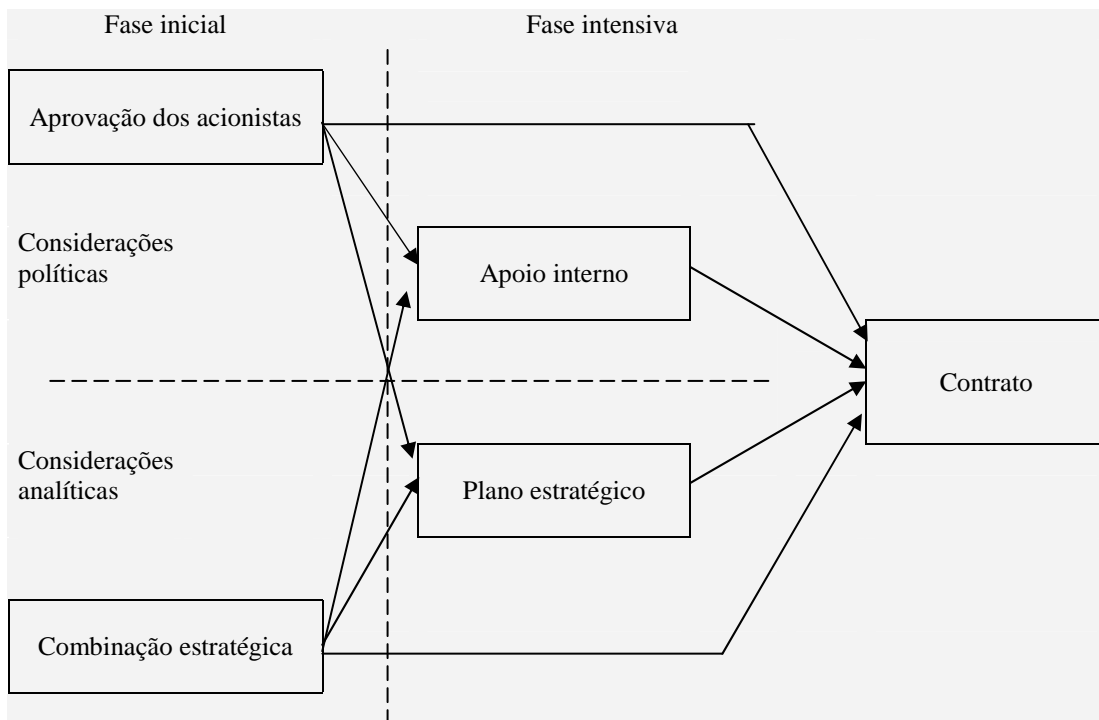 Fase inicial
Fase intensiva
Aprovação dos acionistas
Considerações
políticas
Apoio interno
Contrato
Considerações
analíticas
Plano estratégico
Combinação estratégica